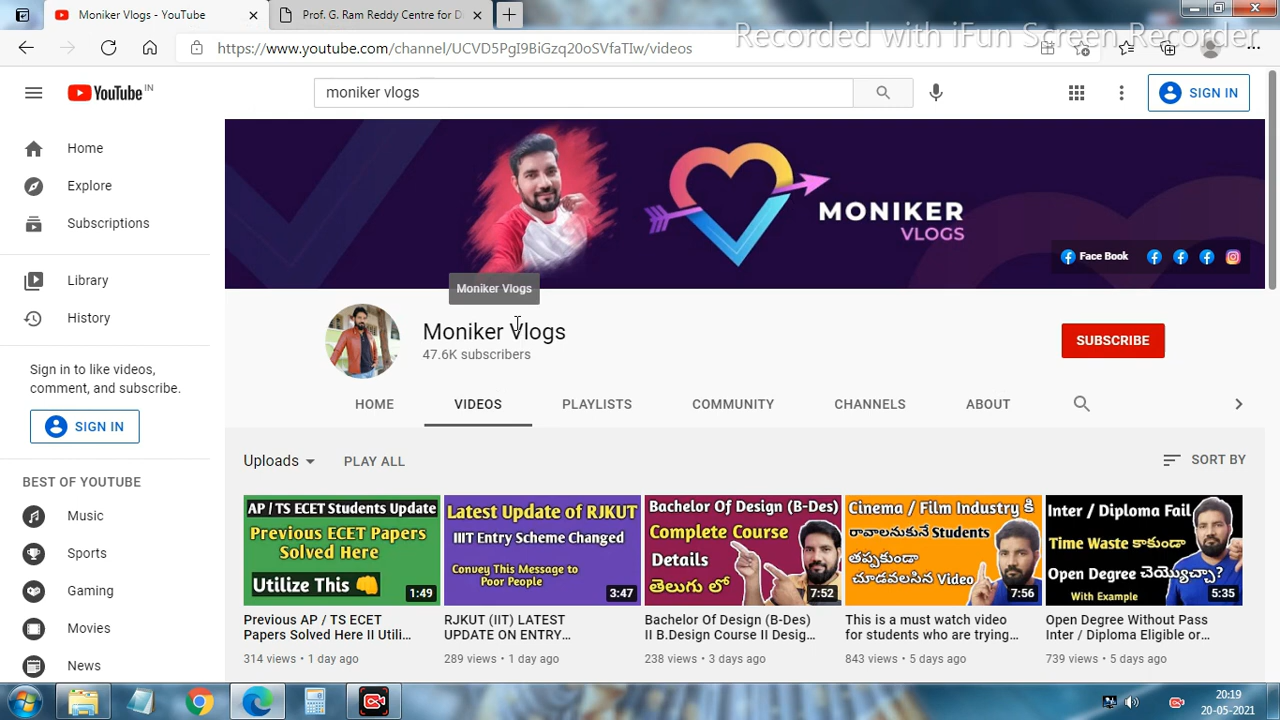 Moniker Vlogs - YouTube
Prof. G. Ram Reddy Centre for D
Recorded with iFun Screen Recorder
https://www.youtube.com/channel/UCVD5PgI9BiGzq20oSVfaTIw/videos
YouTube IN
moniker vlogs
SIGN IN
Home
Explore
Subscriptions
Library
History
Sign in to like videos,
comment, and subscribe.
SIGN IN
BEST OF YOUTUBE
Music
Sports
Gaming
Movies
News
MONIKER
VLOGS
Face Book
Moniker Vlogs
Moniker Vlogs
47.6K subscribers
SUBSCRIBE
HOME
VIDEOS
PLAYLISTS
COMMUNITY
CHANNELS
ABOUT
Uploads
PLAY ALL
SORT BY
AP / TS ECET Students Update
Previous ECET Papers
Solved Here
Utilize This
1:49
Previous AP / TS ECET
Papers Solved Here II Utili...
314 views • 1 day ago
Latest Update of RJKUT
IIIT Entry Scheme Changed
Convey This Message to
Poor People
3:47
RJKUT (IIT) LATEST
UPDATE ON ENTRY...
289 views • 1 day ago
Bachelor Of Design (B-Des)
Complete Course
Details
తెలుగు లో
7:52
Bachelor Of Design (B-Des)
II B.Design Course II Desig...
238 views • 3 days ago
Cinema / Film Industry కి
రావాలనుకునే Students
తప్పకుండా
చూడవలసిన Video
7:56
This is a must watch video
for students who are trying...
843 views • 5 days ago
Inter / Diploma Fail
Time Waste కాకుండా
Open Degree చెయ్యొచ్చా?
With Example
5:35
Open Degree Without Pass
Inter / Diploma Eligible or...
739 views • 5 days ago
20:19
20-05-2021